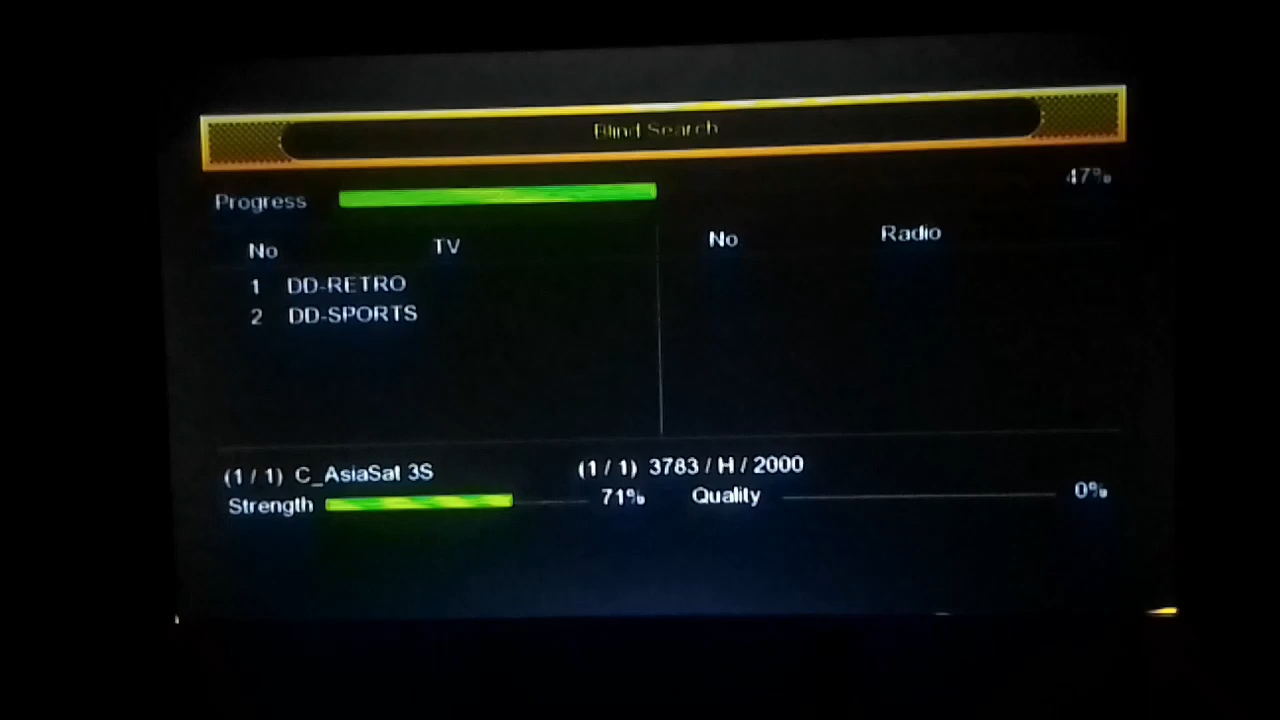 Blind Search
Progress 47%
No TV No Radio
1 DD-RETRO
2 DD-SPORTS
(1 / 1) C_AsiaSat 3S (1 / 1) 3783 / H / 2000
Strength 71% Quality 0%